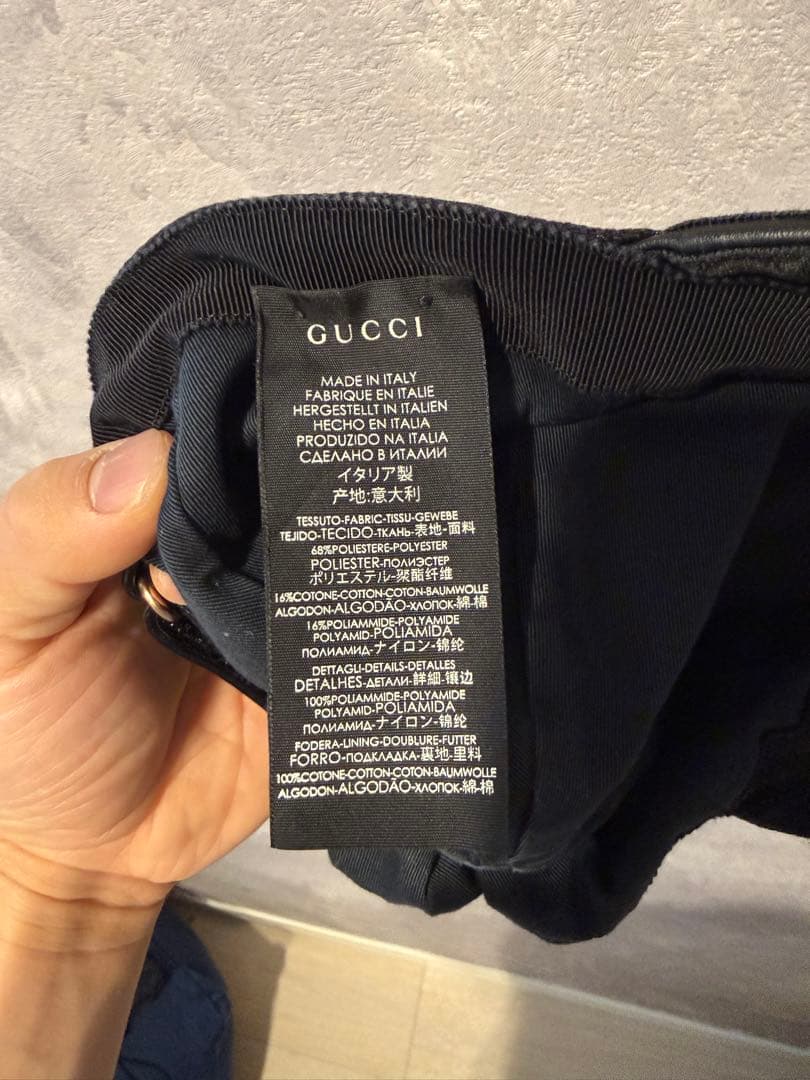 GUCCI
MADE IN ITALY
FABRIQUE EN ITALIE
HERGESTELLT IN ITALIEN
HECHO EN ITALIA
PRODUZIDO NA ITALIA
СДЕЛАНО В ИТАЛИИ
イタリア製
产地:意大利
TESSUTO-FABRIC-TISSU-GEWEBE
TEJIDO-TECIDO-ТКАНЬ-表地-面料
68%POLIESTERE-POLYESTER
POLIESTER-ПОЛИЭСТЕР
ポリエステル-聚酯纤维
16%COTONE-COTTON-COTON-BAUMWOLLE
ALGODON-ALGODÃO-ХЛОПОК-綿-棉
16%POLIAMMIDE-POLYAMIDE
POLYAMID-POLIAMIDA
ПОЛИАМИД-ナイロン-锦纶
DETTAGLI-DETAILS-DETALLES
DETALHES-ДЕТАЛИ-詳細-镶边
100%POLIAMMIDE-POLYAMIDE
POLYAMID-POLIAMIDA
ПОЛИАМИД-ナイロン-锦纶
FODERA-LINING-DOUBLURE-FUTTER
FORRO-ПОДКЛАДКА-裏地-里料
100%COTONE-COTTON-COTON-BAUMWOLLE
ALGODON-ALGODÃO-ХЛОПОК-綿-棉